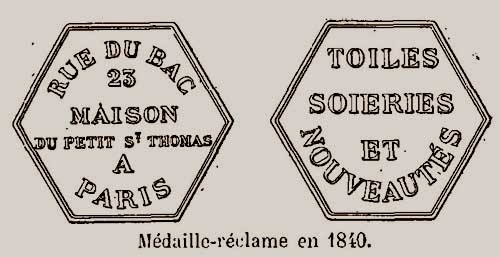 RUE DU BAC
23
MAISON
DU PETIT ST THOMAS
A
PARIS
TOILES
SOIERIES
ET
NOUVEAUTÉS
Médaille-réclame en 1840.